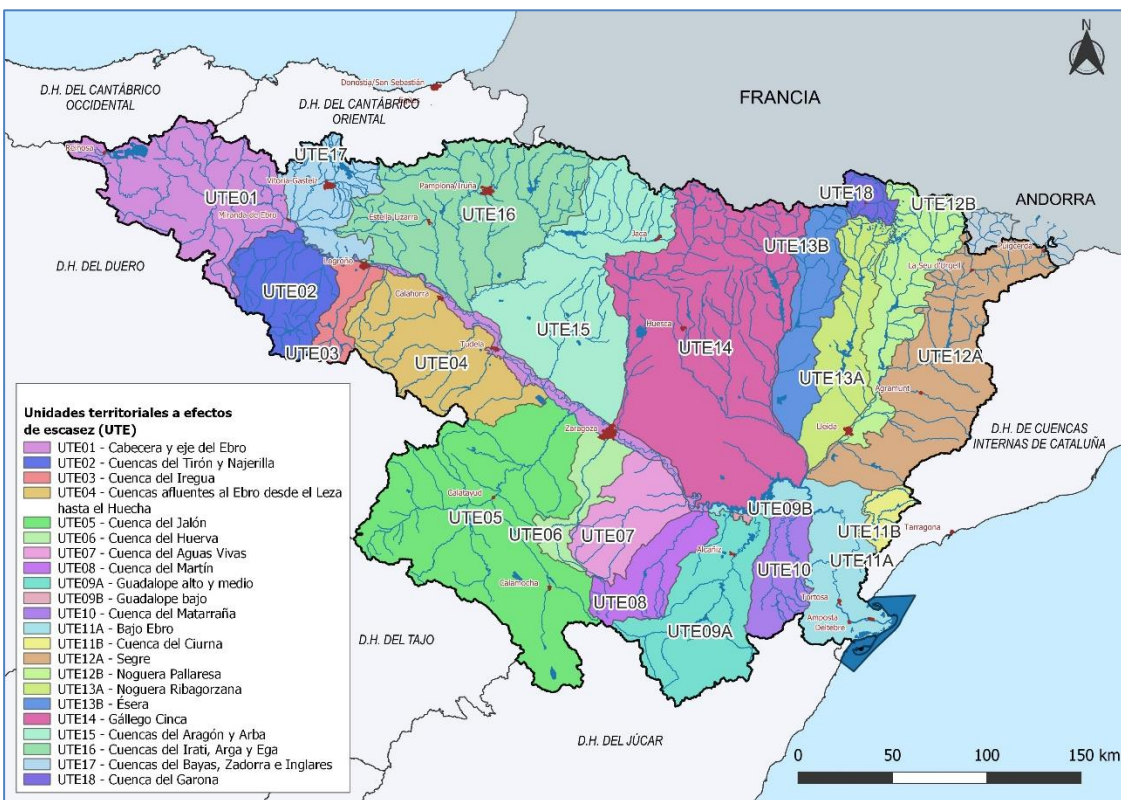 N
D.H. DEL CANTÁBRICO
OCCIDENTAL
Donostia/San Sebastián
D.H. DEL CANTÁBRICO
ORIENTAL
FRANCIA
Reinosa
UTE17
UTE01
Vitoria-Gasteiz
Pamplona/Iruña
UTE18
UTE12B
ANDORRA
Miranda de Ebro
Estella Lizarra
UTE16
Jaca
UTE13B
Puigcerdà
D.H. DEL DUERO
Logroño
La Seu d'Urgell
UTE02
Calahorra
UTE15
Huesca
UTE14
UTE03
UTE04
Tudela
UTE13A
UTE12A
Agramunt
Zaragoza
Lleida
D.H. DE CUENCAS
INTERNAS DE CATALUÑA
Calatayud
UTE05
UTE06
UTE07
UTE09B
UTE11B
Tarragona
Alcañiz
UTE10
UTE11A
Calamocha
UTE08
Tortosa
UTE09A
Amposta
Deltebre
D.H. DEL TAJO
D.H. DEL JÚCAR
Unidades territoriales a efectos
de escasez (UTE)
UTE01 - Cabecera y eje del Ebro
UTE02 - Cuencas del Tirón y Najerilla
UTE03 - Cuenca del Iregua
UTE04 - Cuencas afluentes al Ebro desde el Leza
hasta el Huecha
UTE05 - Cuenca del Jalón
UTE06 - Cuenca del Huerva
UTE07 - Cuenca del Aguas Vivas
UTE08 - Cuenca del Martín
UTE09A - Guadalope alto y medio
UTE09B - Guadalope bajo
UTE10 - Cuenca del Matarraña
UTE11A - Bajo Ebro
UTE11B - Cuenca del Ciurna
UTE12A - Segre
UTE12B - Noguera Pallaresa
UTE13A - Noguera Ribagorzana
UTE13B - Ésera
UTE14 - Gállego Cinca
UTE15 - Cuencas del Aragón y Arba
UTE16 - Cuencas del Irati, Arga y Ega
UTE17 - Cuencas del Bayas, Zadorra e Inglares
UTE18 - Cuenca del Garona
0 50 100 150 km